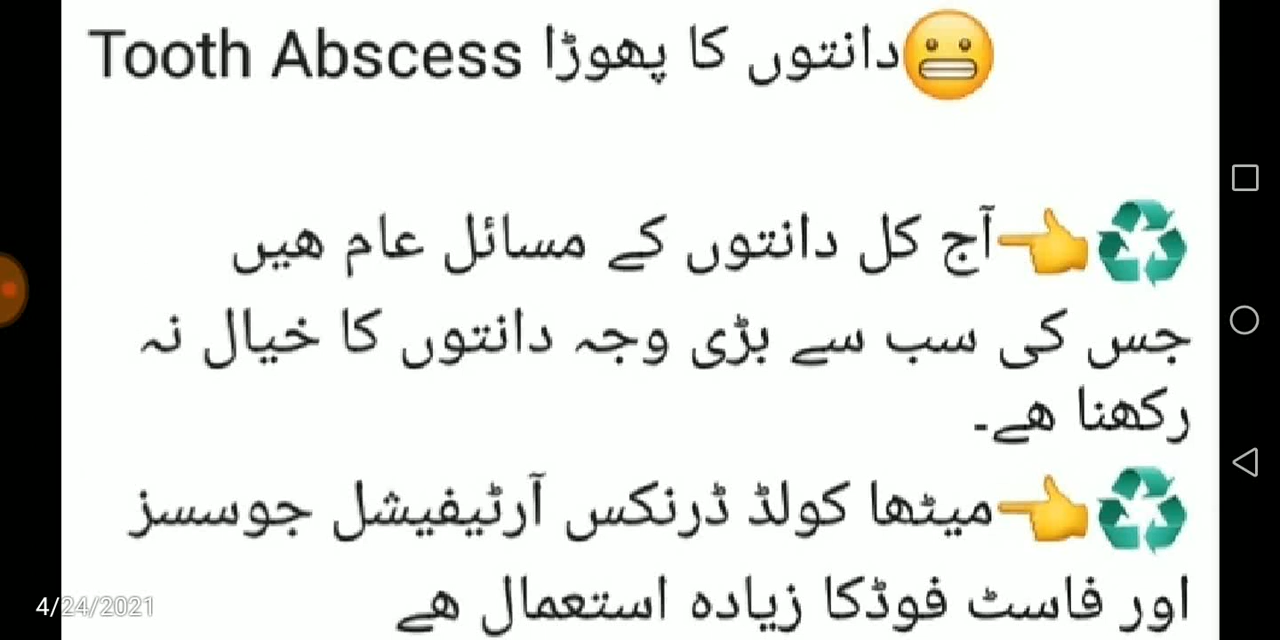 😬دانتوں کا پھوڑا Tooth Abscess
♻️👈آج کل دانتوں کے مسائل عام ھیں
جس کی سب سے بڑی وجہ دانتوں کا خیال نہ
رکھنا ھے۔
♻️👈میٹھا کولڈ ڈرنکس آرٹیفیشل جوسسز
اور فاسٹ فوڈکا زیادہ استعمال ھے
4/24/2021